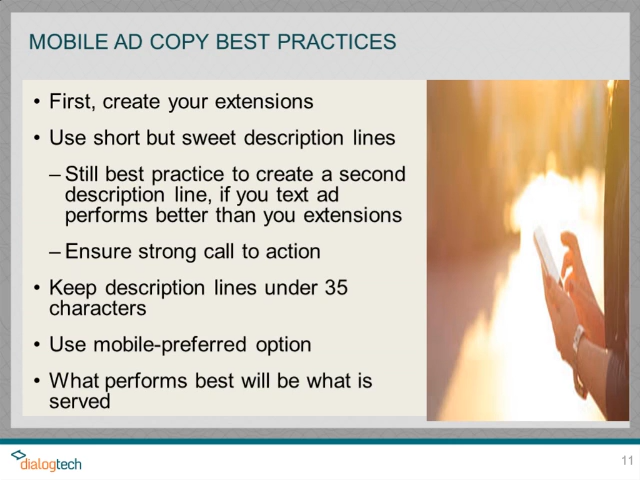 MOBILE AD COPY BEST PRACTICES
• First, create your extensions
• Use short but sweet description lines
– Still best practice to create a second
description line, if you text ad
performs better than you extensions
– Ensure strong call to action
• Keep description lines under 35
characters
• Use mobile-preferred option
• What performs best will be what is
served
dialogtech
11